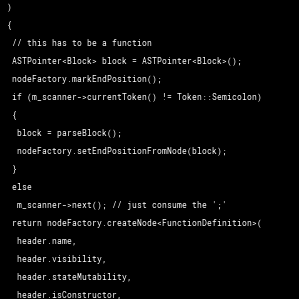 )
{
// this has to be a function
ASTPointer<Block> block = ASTPointer<Block>();
nodeFactory.markEndPosition();
if (m_scanner->currentToken() != Token::Semicolon)
{
block = parseBlock();
nodeFactory.setEndPositionFromNode(block);
}
else
m_scanner->next(); // just consume the ';'
return nodeFactory.createNode<FunctionDefinition>(
header.name,
header.visibility,
header.stateMutability,
header.isConstructor,